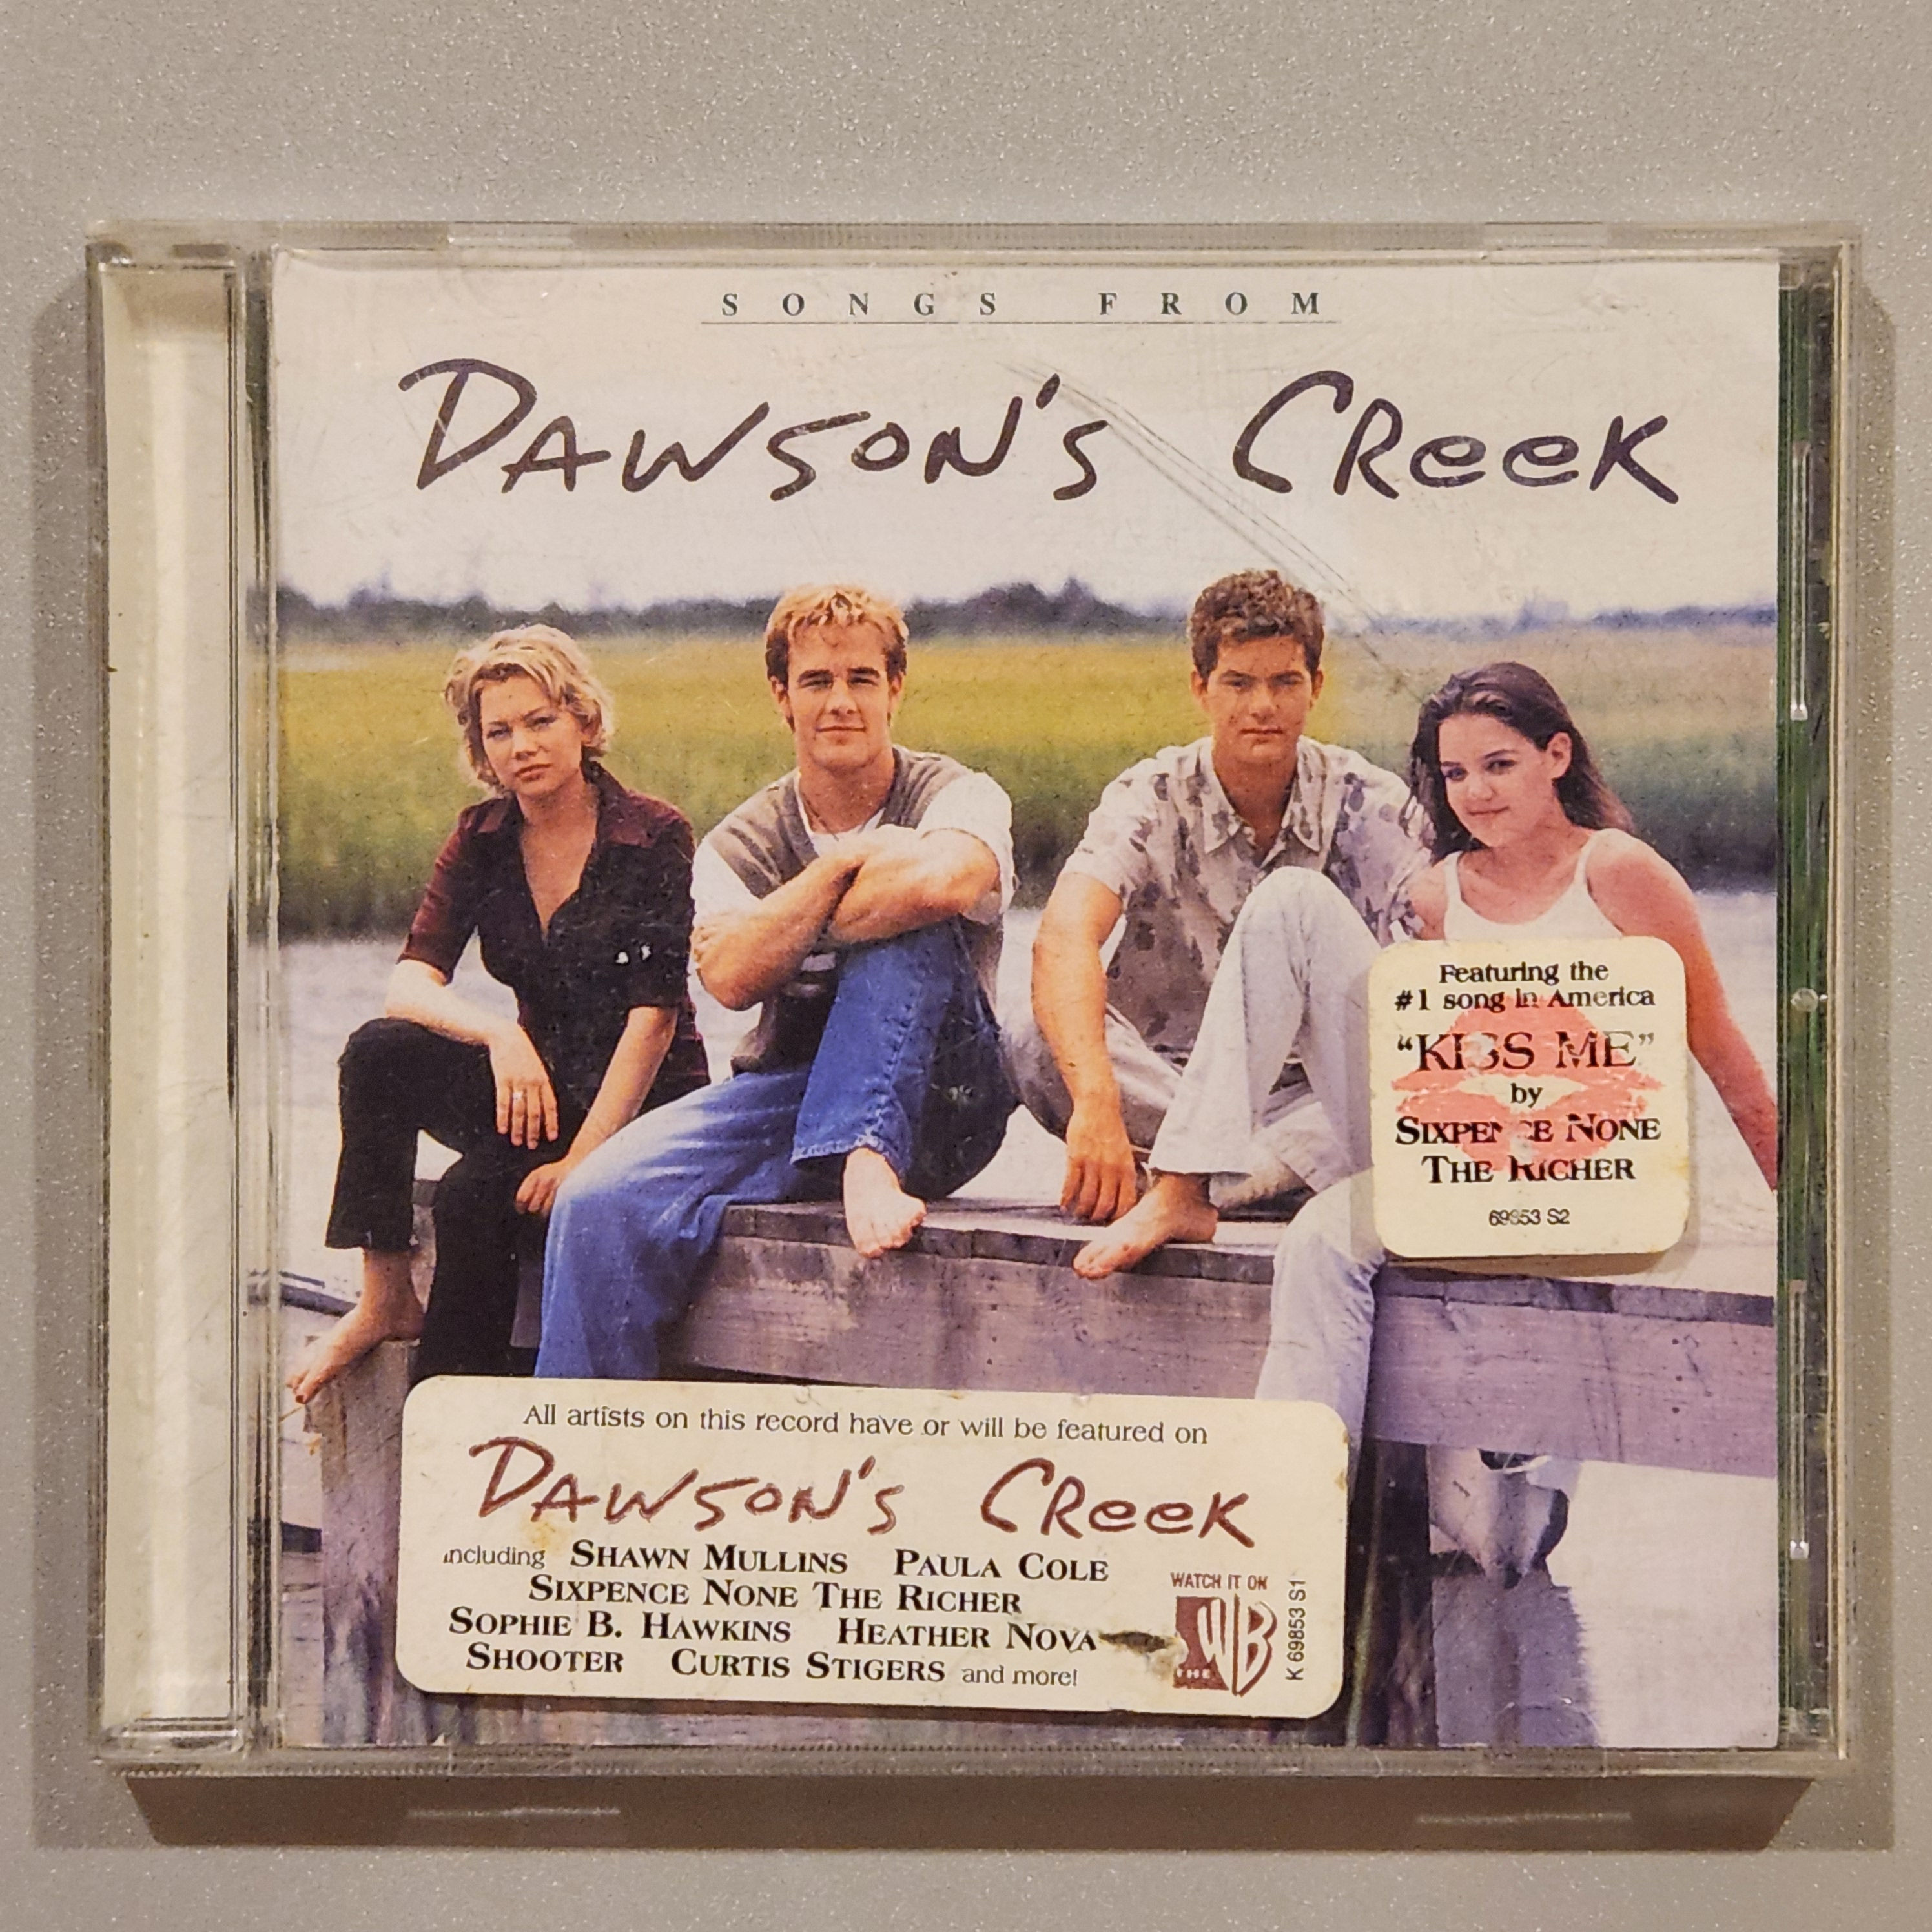 SONGS FROM
DAWSON'S CReeK
Featuring the
#1 song in America
"KISS ME"
by
SIXPENCE NONE
THE RICHER
69853 S2
All artists on this record have or will be featured on
DAWSON'S CReeK
including SHAWN MULLINS PAULA COLE
SIXPENCE NONE THE RICHER
SOPHIE B. HAWKINS HEATHER NOVA
SHOOTER CURTIS STIGERS and more!
WATCH IT ON
THE WB
K 69853 S1